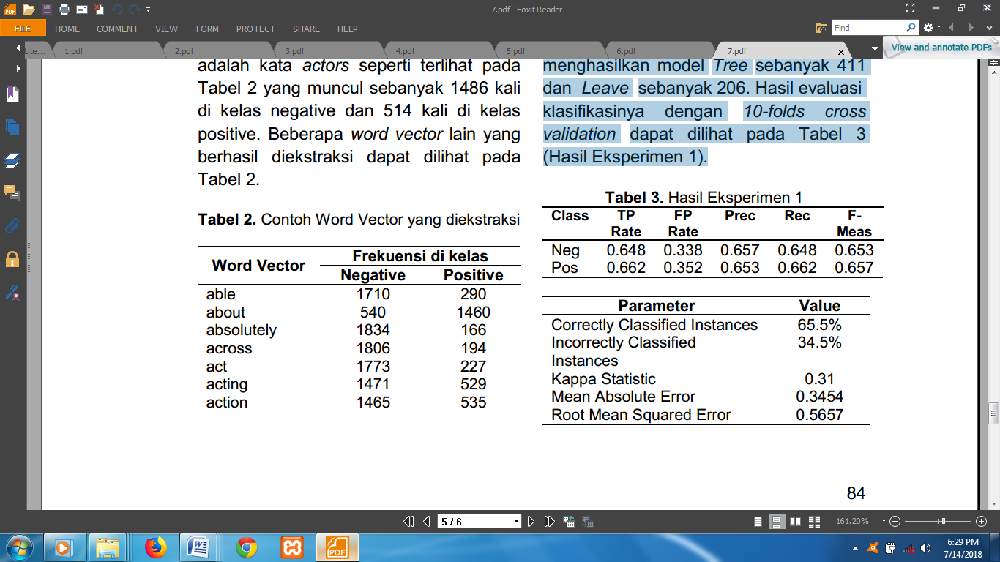 7.pdf - Foxit Reader
FILE HOME COMMENT VIEW FORM PROTECT SHARE HELP
Find
Lite... 1.pdf 2.pdf 3.pdf 4.pdf 5.pdf 6.pdf 7.pdf
View and annotate PDFs
adalah kata actors seperti terlihat pada
Tabel 2 yang muncul sebanyak 1486 kali
di kelas negative dan 514 kali di kelas
positive. Beberapa word vector lain yang
berhasil diekstraksi dapat dilihat pada
Tabel 2.
Tabel 2. Contoh Word Vector yang diekstraksi
Word Vector Frekuensi di kelas
Negative Positive
able 1710 290
about 540 1460
absolutely 1834 166
across 1806 194
act 1773 227
acting 1471 529
action 1465 535
menghasilkan model Tree sebanyak 411
dan Leave sebanyak 206. Hasil evaluasi
klasifikasinya dengan 10-folds cross
validation dapat dilihat pada Tabel 3
(Hasil Eksperimen 1).
Tabel 3. Hasil Eksperimen 1
Class TP Rate FP Rate Prec Rec F-Meas
Neg 0.648 0.338 0.657 0.648 0.653
Pos 0.662 0.352 0.653 0.662 0.657
Parameter Value
Correctly Classified Instances 65.5%
Incorrectly Classified 34.5%
Instances
Kappa Statistic 0.31
Mean Absolute Error 0.3454
Root Mean Squared Error 0.5657
84
5 / 6
161.20%
6:29 PM
7/14/2018